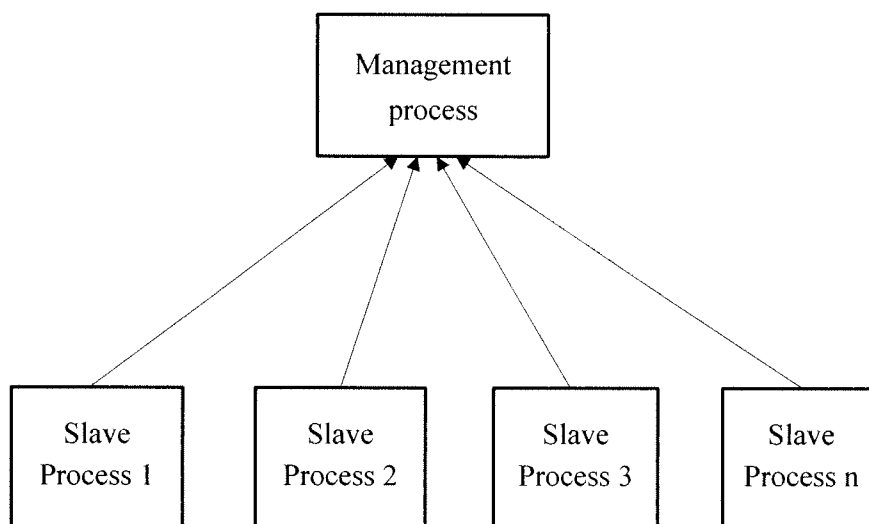 Management
process
Slave
Process 1
Slave
Process 2
Slave
Process 3
Slave
Process n